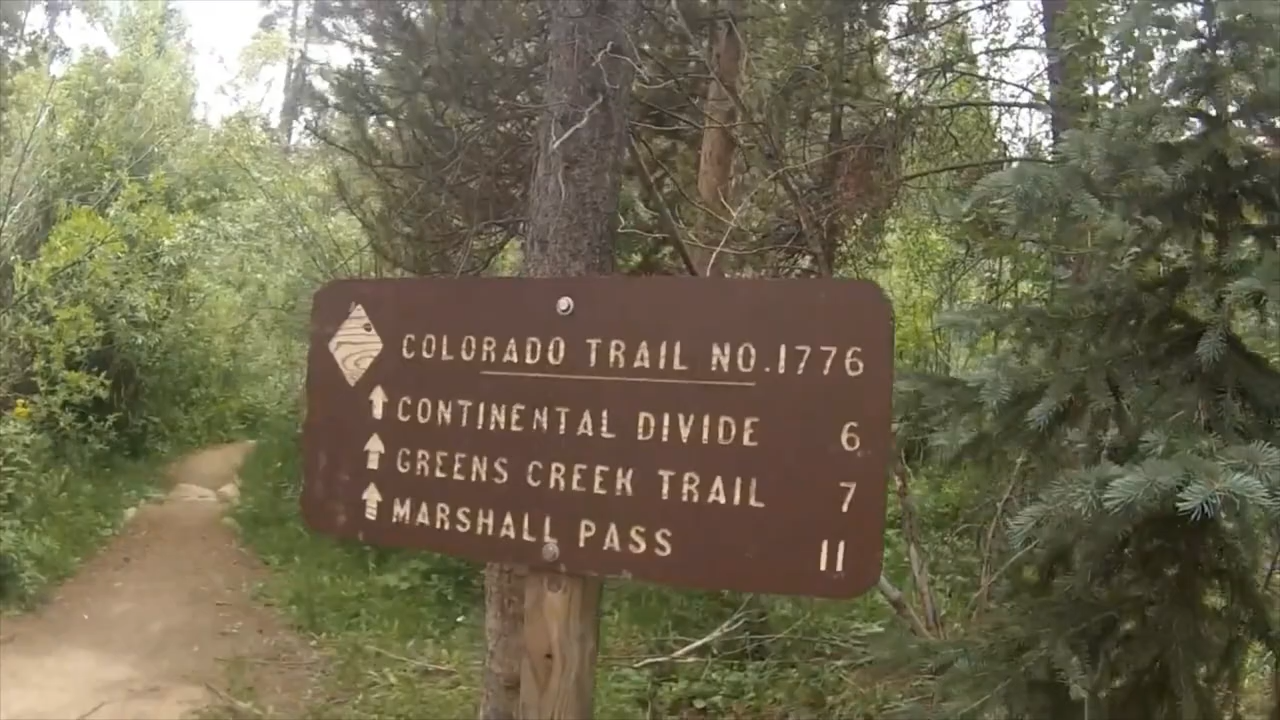 COLORADO TRAIL NO.1776
CONTINENTAL DIVIDE 6
GREENS CREEK TRAIL 7
MARSHALL PASS 11